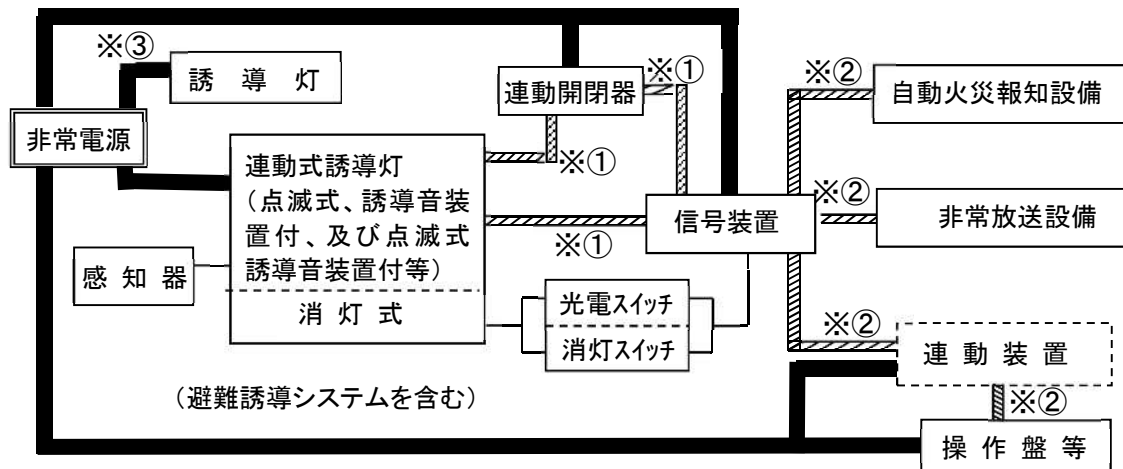 ※③
誘導灯
非常電源
連動開閉器
※①
※②
自動火災報知設備
連動式誘導灯
(点滅式、誘導音装
置付、及び点滅式
誘導音装置付等)
消灯式
※①
※①
信号装置
※②
非常放送設備
感知器
光電スイッチ
消灯スイッチ
※②
連動装置
(避難誘導システムを含む)
※②
操作盤等